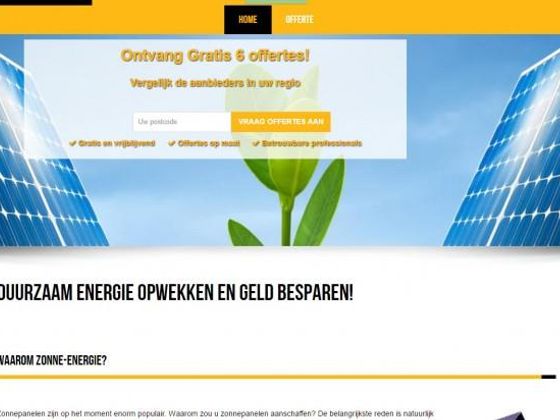 HOME OFFERTE
Ontvang Gratis 6 offertes!
Vergelijk de aanbieders in uw regio
Uw postcode VRAAG OFFERTES AAN
✔ Gratis en vrijblijvend ✔ Offertes op maat ✔ Betrouwbare professionals
DUURZAAM ENERGIE OPWEKKEN EN GELD BESPAREN!
WAAROM ZONNE-ENERGIE?
Zonnepanelen zijn op het moment enorm populair. Waarom zou u zonnepanelen aanschaffen? De belangrijkste reden is natuurlijk